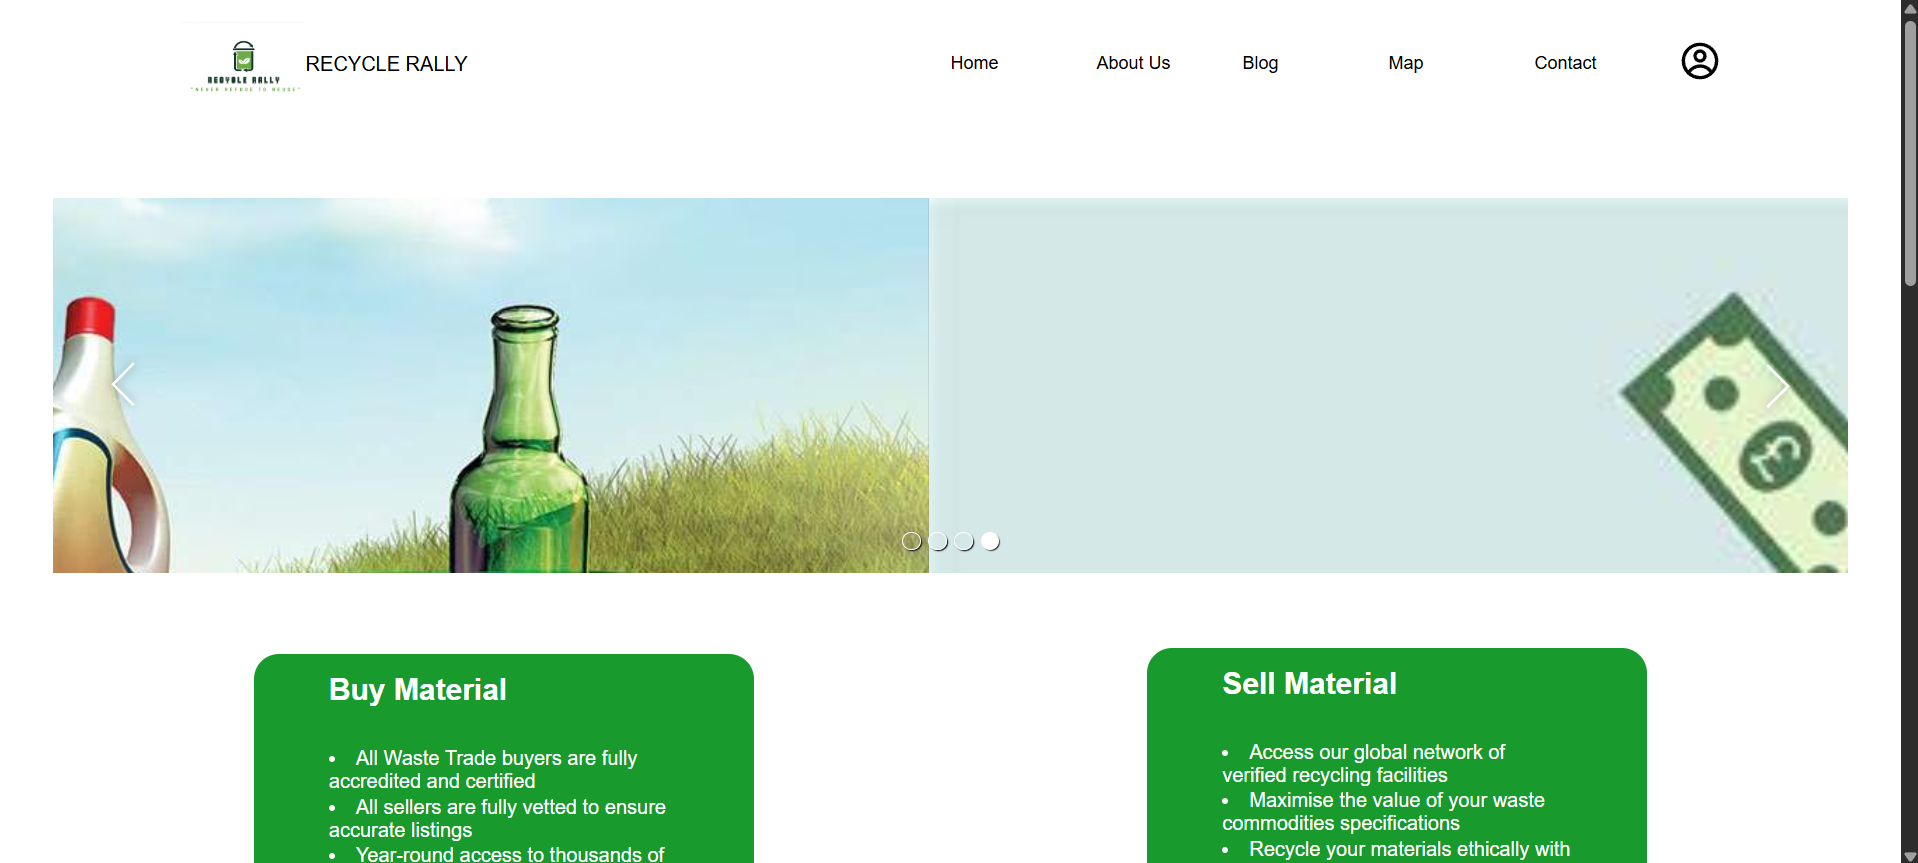 RECYCLE RALLY
"NEVER REFUSE TO REUSE"
RECYCLE RALLY
Home
About Us
Blog
Map
Contact
£
Buy Material
• All Waste Trade buyers are fully
accredited and certified
• All sellers are fully vetted to ensure
accurate listings
• Year-round access to thousands of
Sell Material
• Access our global network of
verified recycling facilities
• Maximise the value of your waste
commodities specifications
• Recycle your materials ethically with